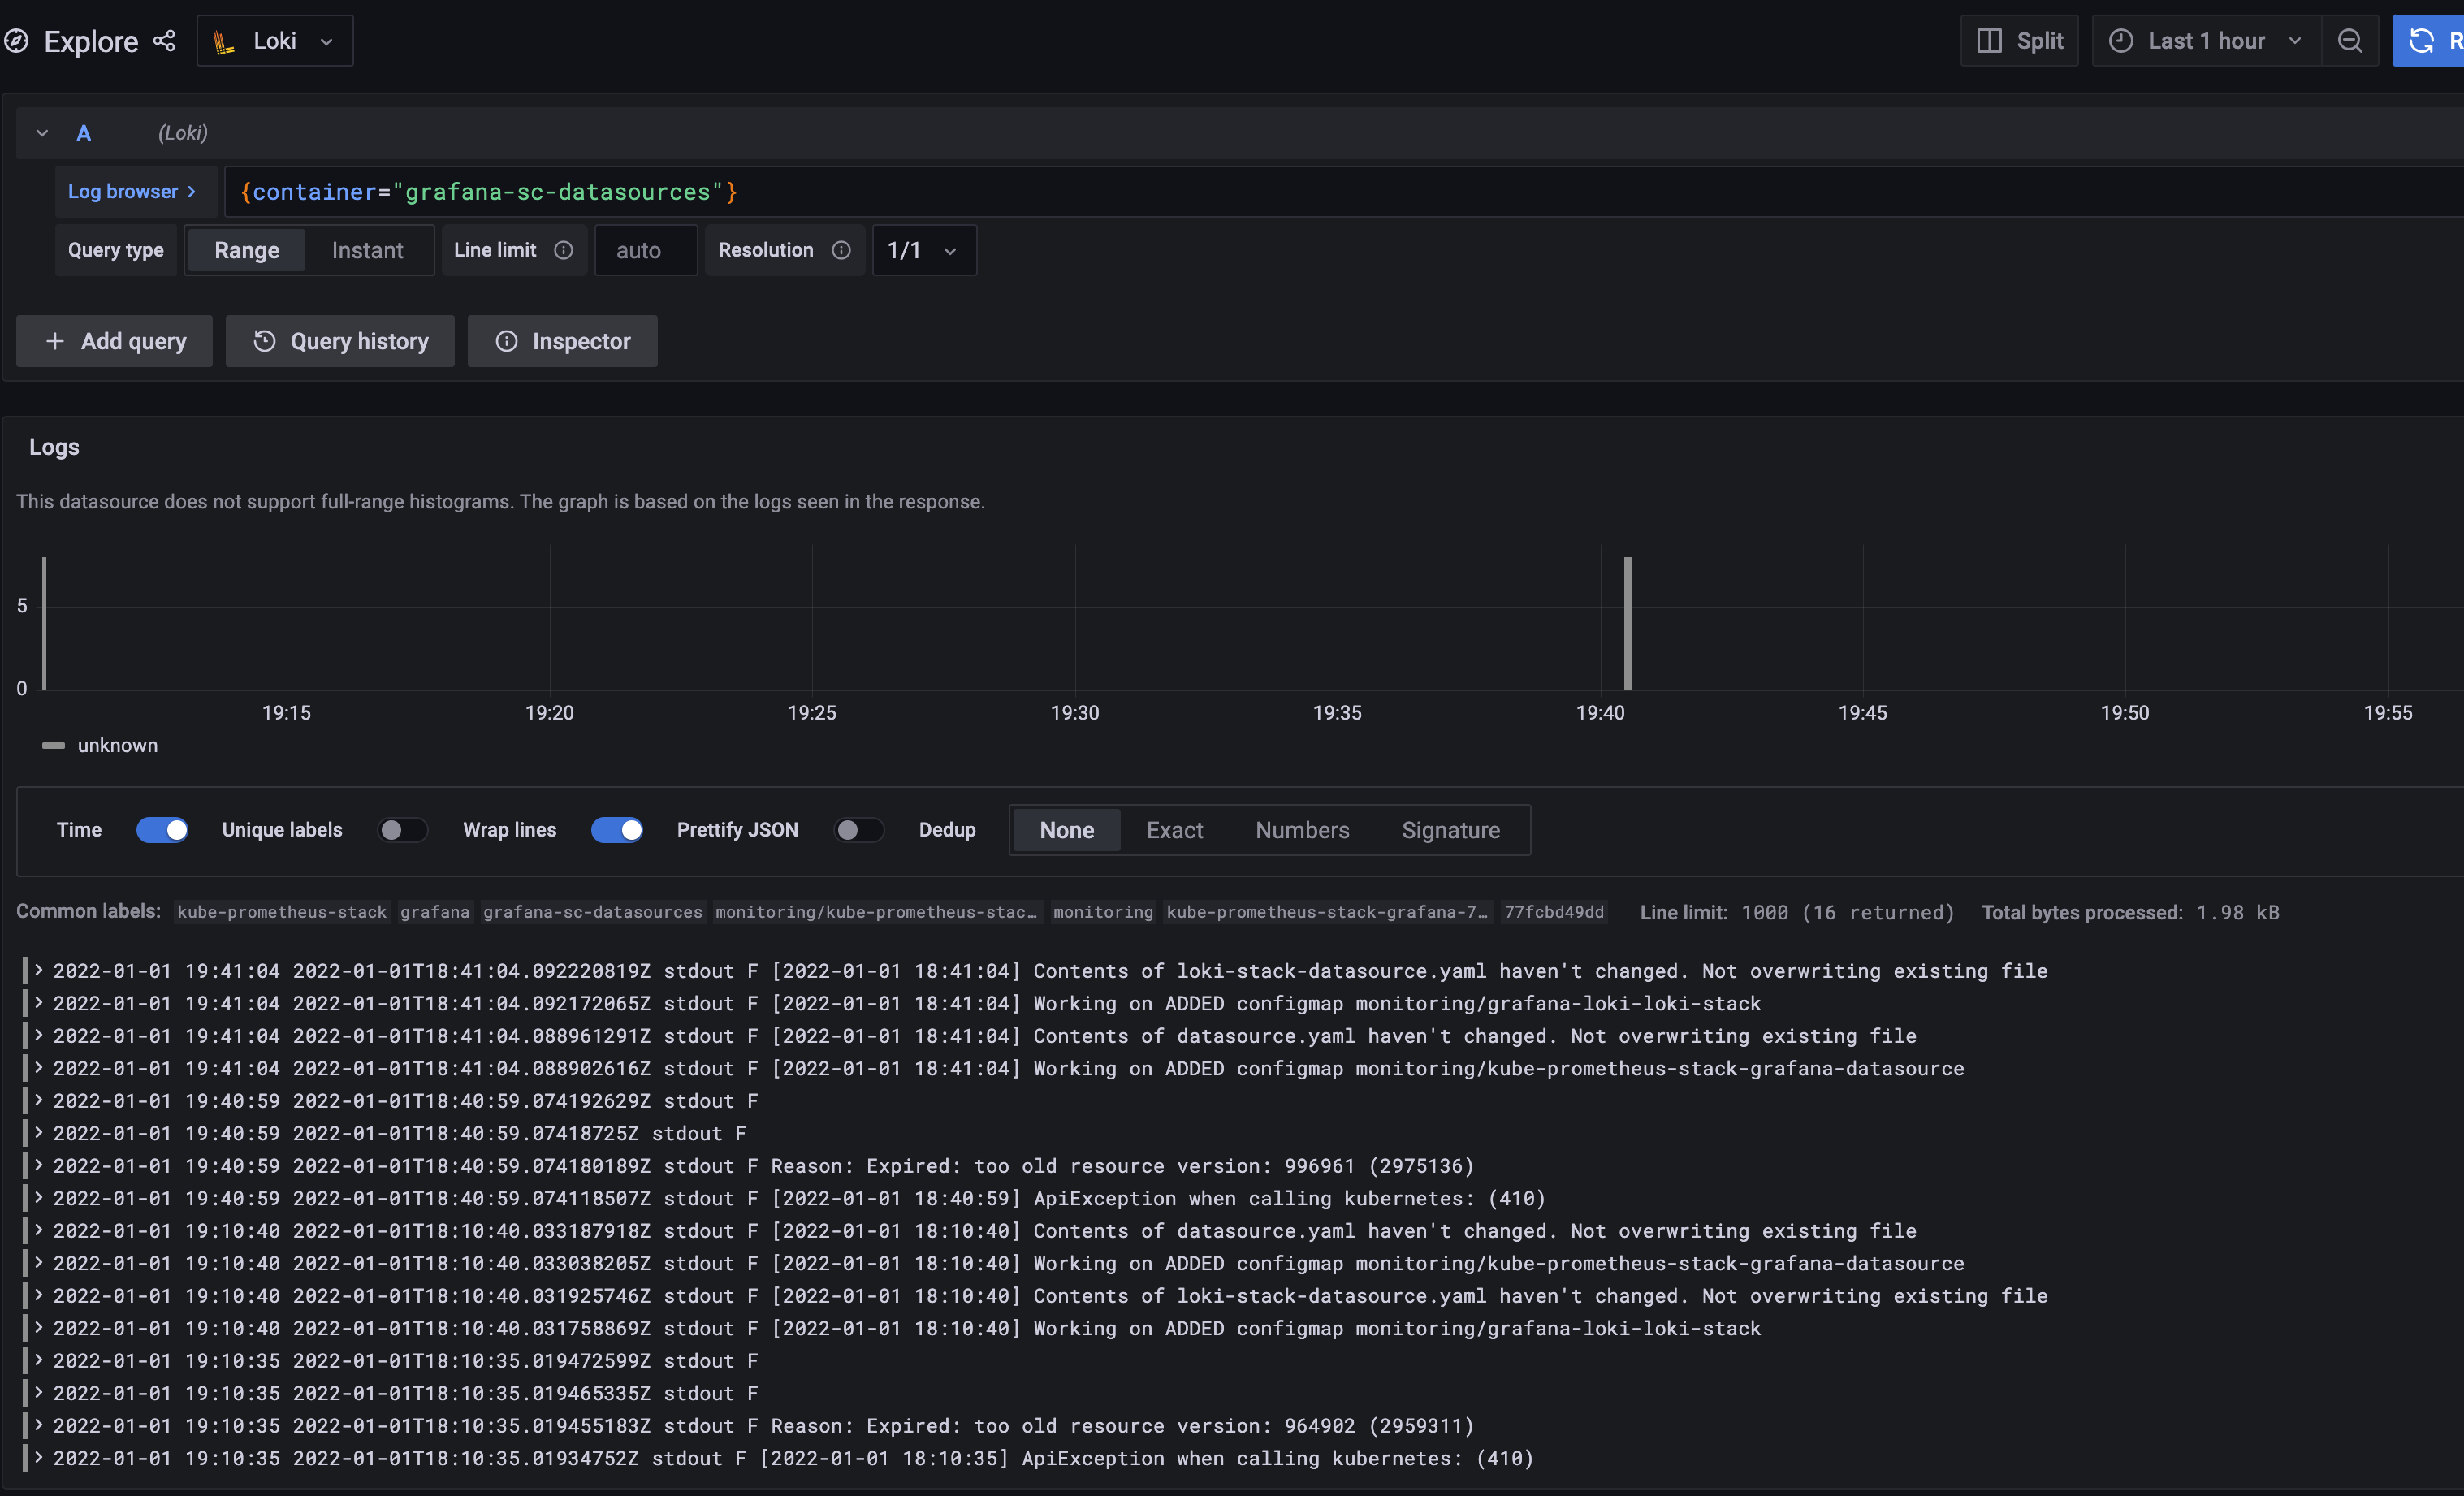 Explore Loki Split Last 1 hour R
A (Loki)
Log browser > {container="grafana-sc-datasources"}
Query type Range Instant Line limit auto Resolution 1/1
+ Add query Query history Inspector
Logs
This datasource does not support full-range histograms. The graph is based on the logs seen in the response.
5
0
19:15 19:20 19:25 19:30 19:35 19:40 19:45 19:50 19:55
unknown
Time Unique labels Wrap lines Prettify JSON Dedup None Exact Numbers Signature
Common labels: kube-prometheus-stack grafana grafana-sc-datasources monitoring/kube-prometheus-stac… monitoring kube-prometheus-stack-grafana-7… 77fcbd49dd Line limit: 1000 (16 returned) Total bytes processed: 1.98 kB
> 2022-01-01 19:41:04 2022-01-01T18:41:04.092220819Z stdout F [2022-01-01 18:41:04] Contents of loki-stack-datasource.yaml haven't changed. Not overwriting existing file
> 2022-01-01 19:41:04 2022-01-01T18:41:04.092172065Z stdout F [2022-01-01 18:41:04] Working on ADDED configmap monitoring/grafana-loki-loki-stack
> 2022-01-01 19:41:04 2022-01-01T18:41:04.088961291Z stdout F [2022-01-01 18:41:04] Contents of datasource.yaml haven't changed. Not overwriting existing file
> 2022-01-01 19:41:04 2022-01-01T18:41:04.088902616Z stdout F [2022-01-01 18:41:04] Working on ADDED configmap monitoring/kube-prometheus-stack-grafana-datasource
> 2022-01-01 19:40:59 2022-01-01T18:40:59.074192629Z stdout F
> 2022-01-01 19:40:59 2022-01-01T18:40:59.07418725Z stdout F
> 2022-01-01 19:40:59 2022-01-01T18:40:59.074180189Z stdout F Reason: Expired: too old resource version: 996961 (2975136)
> 2022-01-01 19:40:59 2022-01-01T18:40:59.074118507Z stdout F [2022-01-01 18:40:59] ApiException when calling kubernetes: (410)
> 2022-01-01 19:10:40 2022-01-01T18:10:40.033187918Z stdout F [2022-01-01 18:10:40] Contents of datasource.yaml haven't changed. Not overwriting existing file
> 2022-01-01 19:10:40 2022-01-01T18:10:40.033038205Z stdout F [2022-01-01 18:10:40] Working on ADDED configmap monitoring/kube-prometheus-stack-grafana-datasource
> 2022-01-01 19:10:40 2022-01-01T18:10:40.031925746Z stdout F [2022-01-01 18:10:40] Contents of loki-stack-datasource.yaml haven't changed. Not overwriting existing file
> 2022-01-01 19:10:40 2022-01-01T18:10:40.031758869Z stdout F [2022-01-01 18:10:40] Working on ADDED configmap monitoring/grafana-loki-loki-stack
> 2022-01-01 19:10:35 2022-01-01T18:10:35.019472599Z stdout F
> 2022-01-01 19:10:35 2022-01-01T18:10:35.019465335Z stdout F
> 2022-01-01 19:10:35 2022-01-01T18:10:35.019455183Z stdout F Reason: Expired: too old resource version: 964902 (2959311)
> 2022-01-01 19:10:35 2022-01-01T18:10:35.01934752Z stdout F [2022-01-01 18:10:35] ApiException when calling kubernetes: (410)